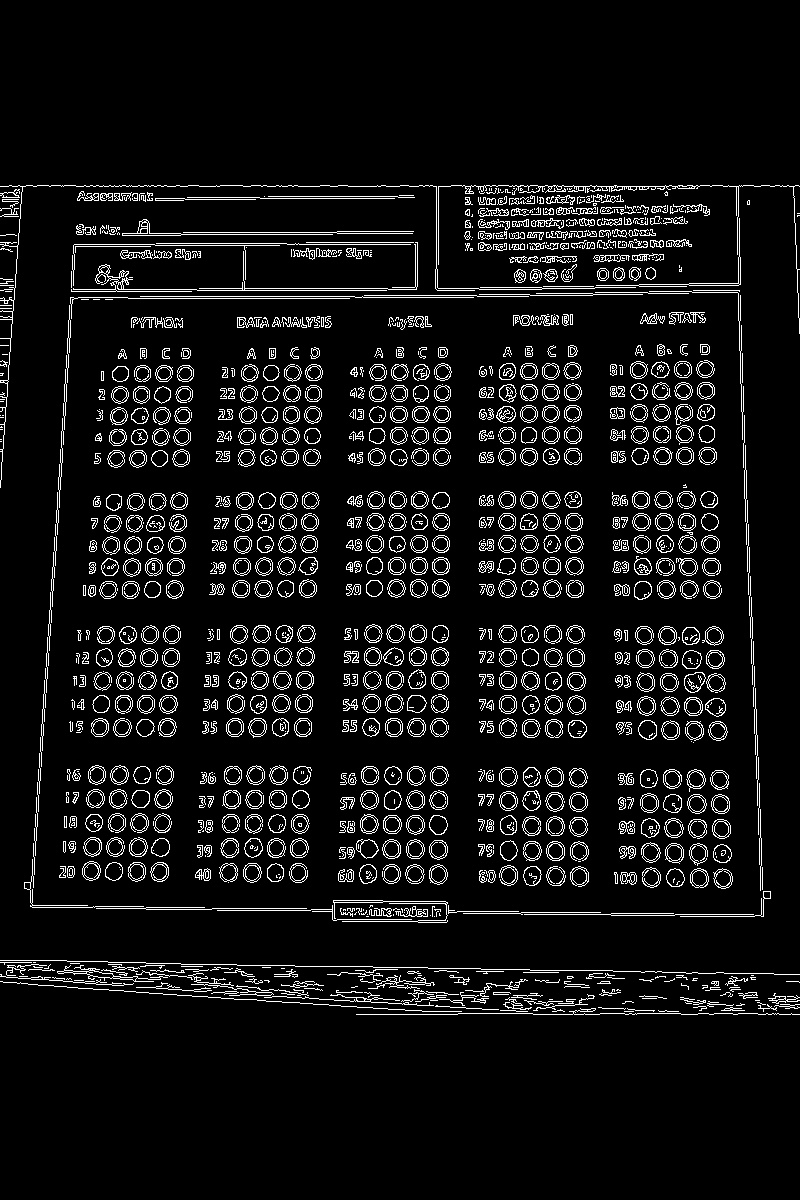 Assessment:
3. Use of pencil is strictly prohibited.
4. Circles should be darkened completely and properly.
Set No: A
5. Cutting and erasing on this sheet is not allowed.
6. Do not use any stray marks on the sheet.
7. Do not use marker or white fluid to hide the mark.
Candidate Sign: Invigilator Sign:
PYTHON DATA ANALYSIS MySQL POWER BI Adv STATS
A B C D A B C D A B C D A B C D A B C D
1 21 41 61 81
2 22 42 62 82
3 23 43 63 83
4 24 44 64 84
5 25 45 65 85
6 26 46 66 86
7 27 47 67 87
8 28 48 68 88
9 29 49 69 89
10 30 50 70 90
11 31 51 71 91
12 32 52 72 92
13 33 53 73 93
14 34 54 74 94
15 35 55 75 95
16 36 56 76 96
17 37 57 77 97
18 38 58 78 98
19 39 59 79 99
20 40 60 80 100